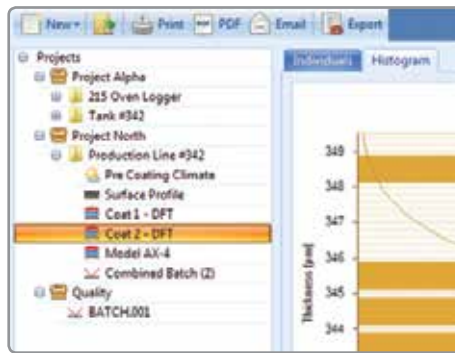 New Print PDF Email Export
Projects
Project Alpha
215 Oven Logger
Tank #342
Project North
Production Line #342
Pre Coating Climate
Surface Profile
Coat 1 - DFT
Coat 2 - DFT
Model AX-4
Combined Batch (2)
Quality
BATCH.001
Individuals Histogram
349
348
347
346
345
344
Thickness (µm)